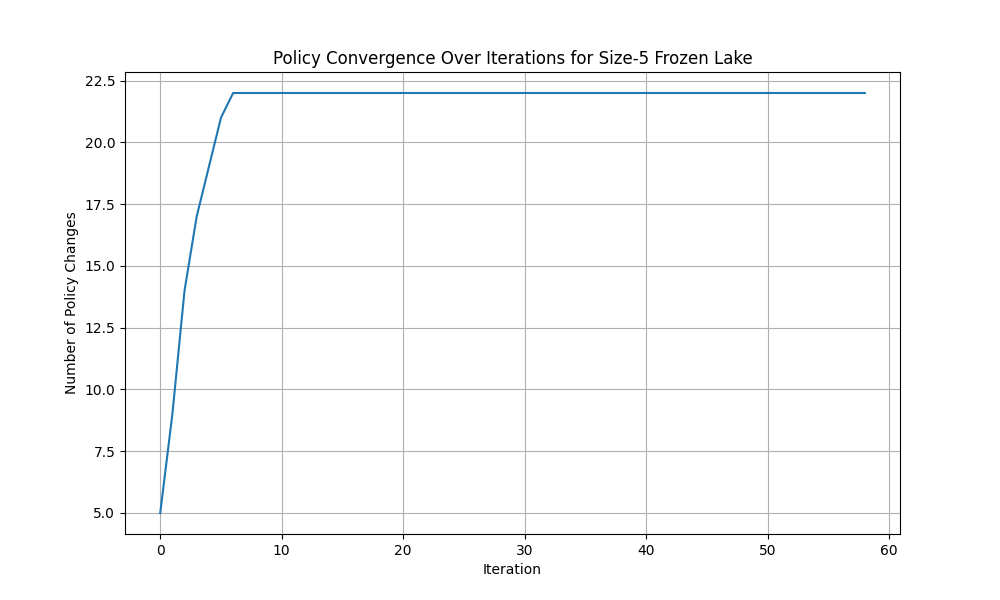 Policy Convergence Over Iterations for Size-5 Frozen Lake
Number of Policy Changes
22.5
20.0
17.5
15.0
12.5
10.0
7.5
5.0
0 10 20 30 40 50 60
Iteration